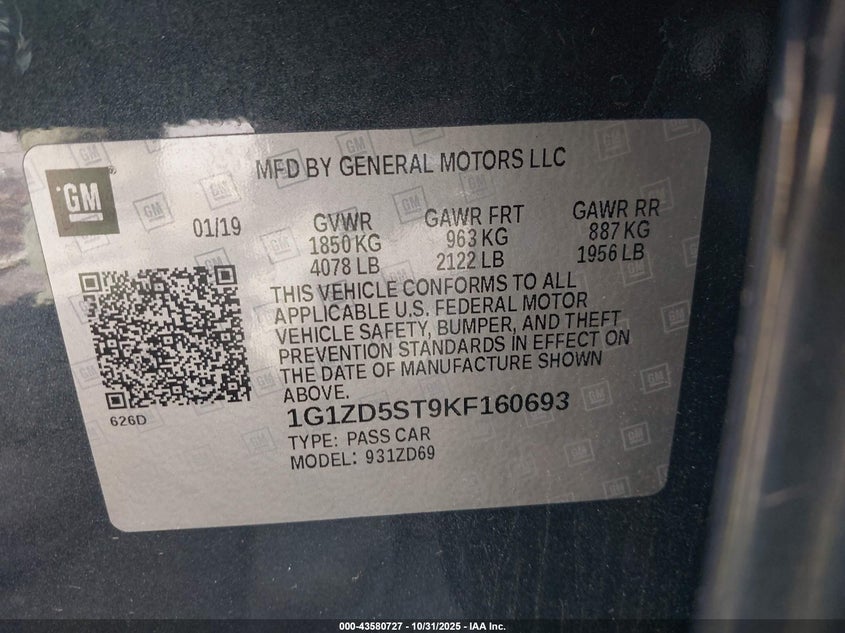 MFD BY GENERAL MOTORS LLC
GM
01/19
GVWR
1850 KG
4078 LB
GAWR FRT
963 KG
2122 LB
GAWR RR
887 KG
1956 LB
THIS VEHICLE CONFORMS TO ALL
APPLICABLE U.S. FEDERAL MOTOR
VEHICLE SAFETY, BUMPER, AND THEFT
PREVENTION STANDARDS IN EFFECT ON
THE DATE OF MANUFACTURE SHOWN
ABOVE.
626D
1G1ZD5ST9KF160693
TYPE: PASS CAR
MODEL: 931ZD69
000-43580727 - 10/31/2025 - IAA Inc.